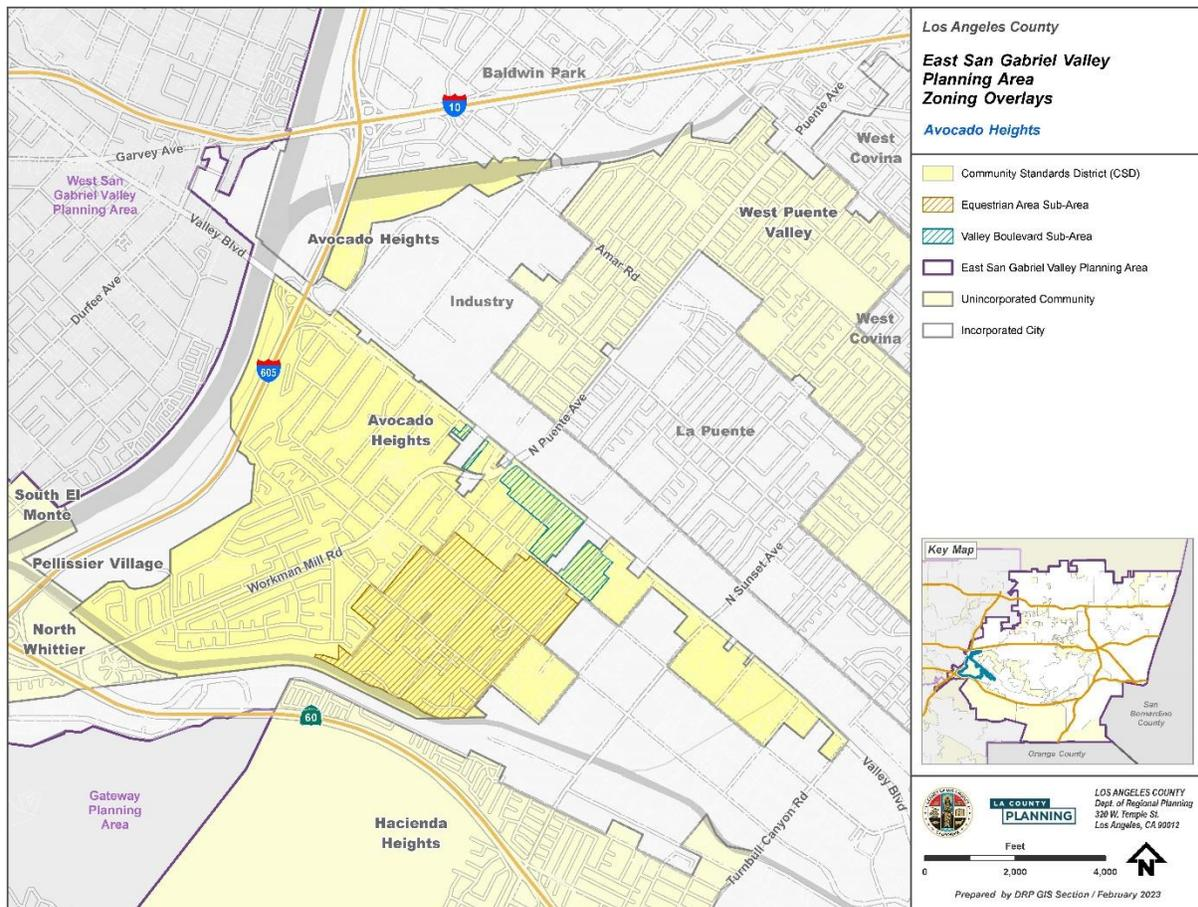 Los Angeles County
East San Gabriel Valley
Planning Area
Zoning Overlays
Avocado Heights
Community Standards District (CSD)
Equestrian Area Sub-Area
Valley Boulevard Sub-Area
East San Gabriel Valley Planning Area
Unincorporated Community
Incorporated City
Baldwin Park
10
Puente Ave
Garvey Ave
West
Covina
West San
Gabriel Valley
Planning Area
Valley Blvd
West Puente
Valley
Avocado Heights
Amar Rd
Durfee Ave
Industry
West
Covina
605
Avocado
Heights
N Puente Ave
La Puente
South El
Monte
Pellissier Village
Workman Mill Rd
N Sunset Ave
North
Whittier
60
Valley Blvd
Gateway
Planning
Area
Hacienda
Heights
Turnbull Canyon Rd
Key Map
San
Bernardino
County
Orange County
LA COUNTY
PLANNING
LOS ANGELES COUNTY
Dept. of Regional Planning
320 W. Temple St.
Los Angeles, CA 90012
Feet
0 2,000 4,000
N
Prepared by DRP GIS Section / February 2023